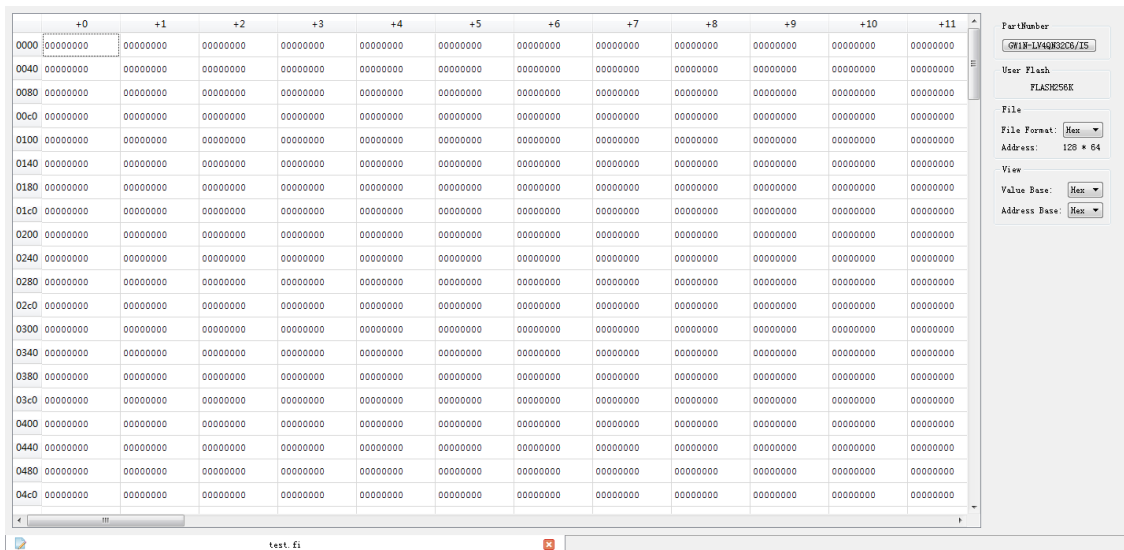 +0 +1 +2 +3 +4 +5 +6 +7 +8 +9 +10 +11
0000 00000000 00000000 00000000 00000000 00000000 00000000 00000000 00000000 00000000 00000000 00000000 00000000
0040 00000000 00000000 00000000 00000000 00000000 00000000 00000000 00000000 00000000 00000000 00000000 00000000
0080 00000000 00000000 00000000 00000000 00000000 00000000 00000000 00000000 00000000 00000000 00000000 00000000
00c0 00000000 00000000 00000000 00000000 00000000 00000000 00000000 00000000 00000000 00000000 00000000 00000000
0100 00000000 00000000 00000000 00000000 00000000 00000000 00000000 00000000 00000000 00000000 00000000 00000000
0140 00000000 00000000 00000000 00000000 00000000 00000000 00000000 00000000 00000000 00000000 00000000 00000000
0180 00000000 00000000 00000000 00000000 00000000 00000000 00000000 00000000 00000000 00000000 00000000 00000000
01c0 00000000 00000000 00000000 00000000 00000000 00000000 00000000 00000000 00000000 00000000 00000000 00000000
0200 00000000 00000000 00000000 00000000 00000000 00000000 00000000 00000000 00000000 00000000 00000000 00000000
0240 00000000 00000000 00000000 00000000 00000000 00000000 00000000 00000000 00000000 00000000 00000000 00000000
0280 00000000 00000000 00000000 00000000 00000000 00000000 00000000 00000000 00000000 00000000 00000000 00000000
02c0 00000000 00000000 00000000 00000000 00000000 00000000 00000000 00000000 00000000 00000000 00000000 00000000
0300 00000000 00000000 00000000 00000000 00000000 00000000 00000000 00000000 00000000 00000000 00000000 00000000
0340 00000000 00000000 00000000 00000000 00000000 00000000 00000000 00000000 00000000 00000000 00000000 00000000
0380 00000000 00000000 00000000 00000000 00000000 00000000 00000000 00000000 00000000 00000000 00000000 00000000
03c0 00000000 00000000 00000000 00000000 00000000 00000000 00000000 00000000 00000000 00000000 00000000 00000000
0400 00000000 00000000 00000000 00000000 00000000 00000000 00000000 00000000 00000000 00000000 00000000 00000000
0440 00000000 00000000 00000000 00000000 00000000 00000000 00000000 00000000 00000000 00000000 00000000 00000000
0480 00000000 00000000 00000000 00000000 00000000 00000000 00000000 00000000 00000000 00000000 00000000 00000000
04c0 00000000 00000000 00000000 00000000 00000000 00000000 00000000 00000000 00000000 00000000 00000000 00000000
PartNumber
GW1N-LV4QN32C6/I5
User Flash
FLASH256K
File
File Format: Hex
Address: 128 * 64
View
Value Base: Hex
Address Base: Hex
test.fi